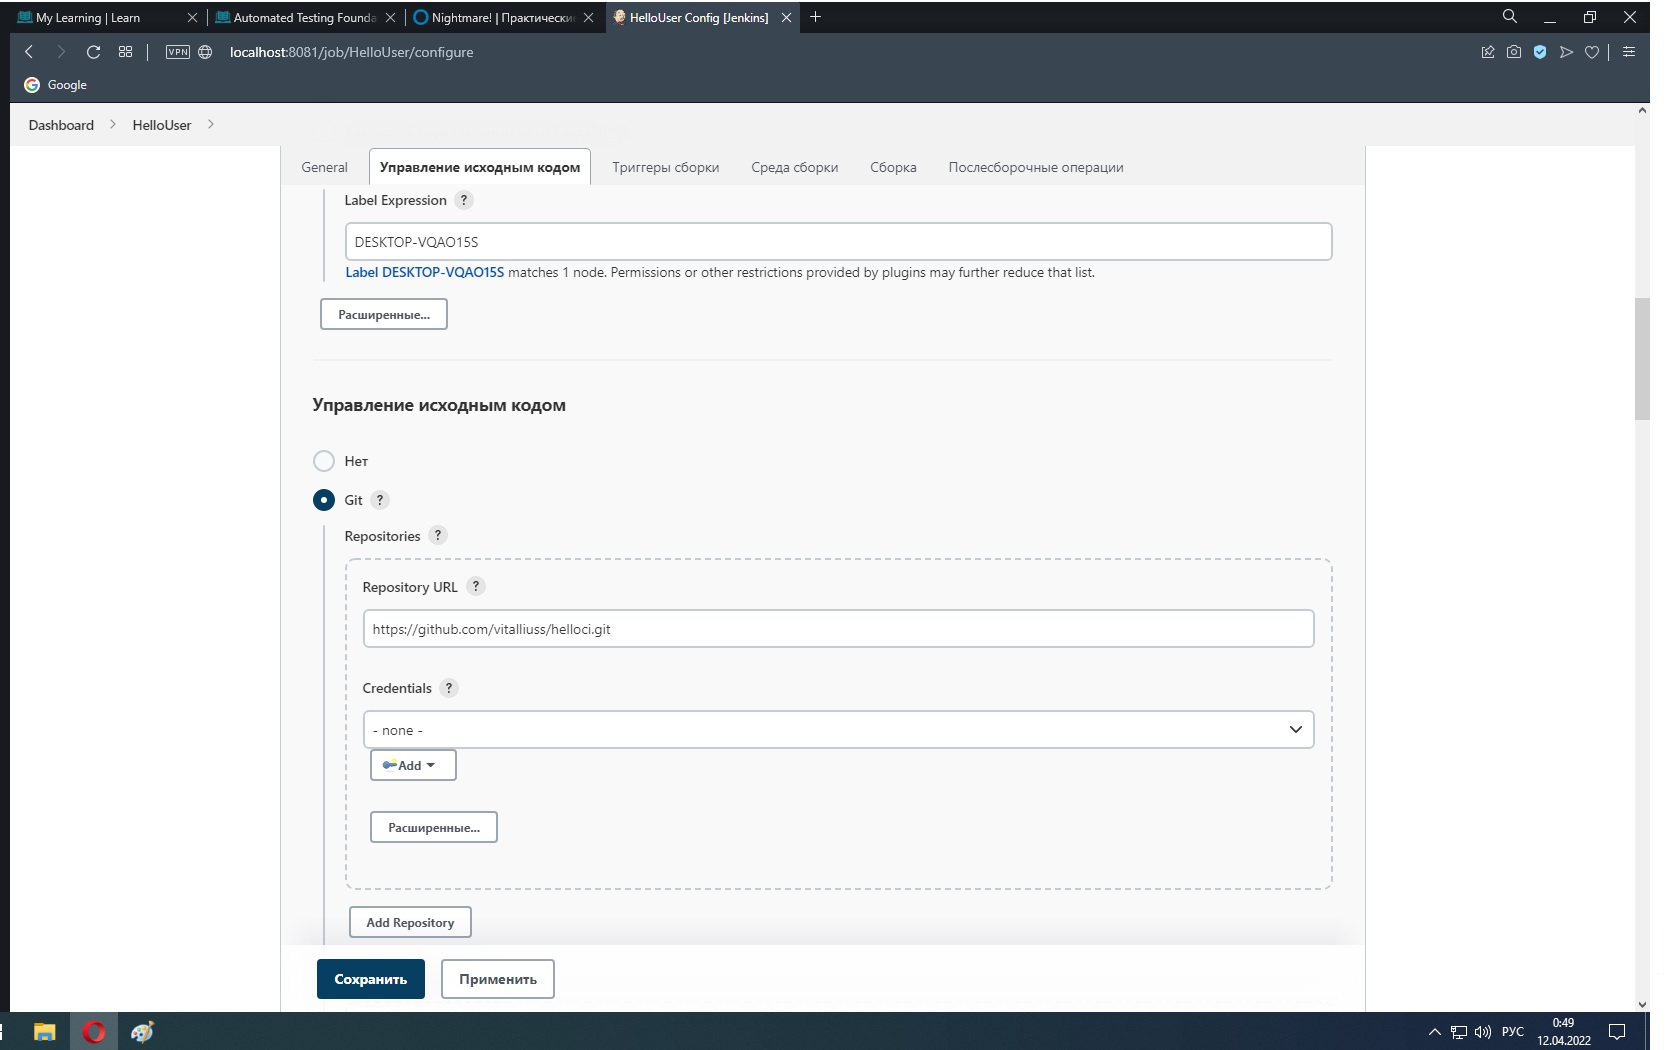 My Learning | Learn
Automated Testing Founda
Nightmare! | Практически
HelloUser Config [Jenkins]
VPN
localhost:8081/job/HelloUser/configure
Google
Dashboard
HelloUser
General
Управление исходным кодом
Триггеры сборки
Среда сборки
Сборка
Послесборочные операции
Label Expression ?
DESKTOP-VQAO15S
Label DESKTOP-VQAO15S matches 1 node. Permissions or other restrictions provided by plugins may further reduce that list.
Расширенные...
Управление исходным кодом
Нет
Git ?
Repositories ?
Repository URL ?
https://github.com/vitalliuss/helloci.git
Credentials ?
- none -
Add
Расширенные...
Add Repository
Сохранить
Применить
РУС
0:49
12.04.2022